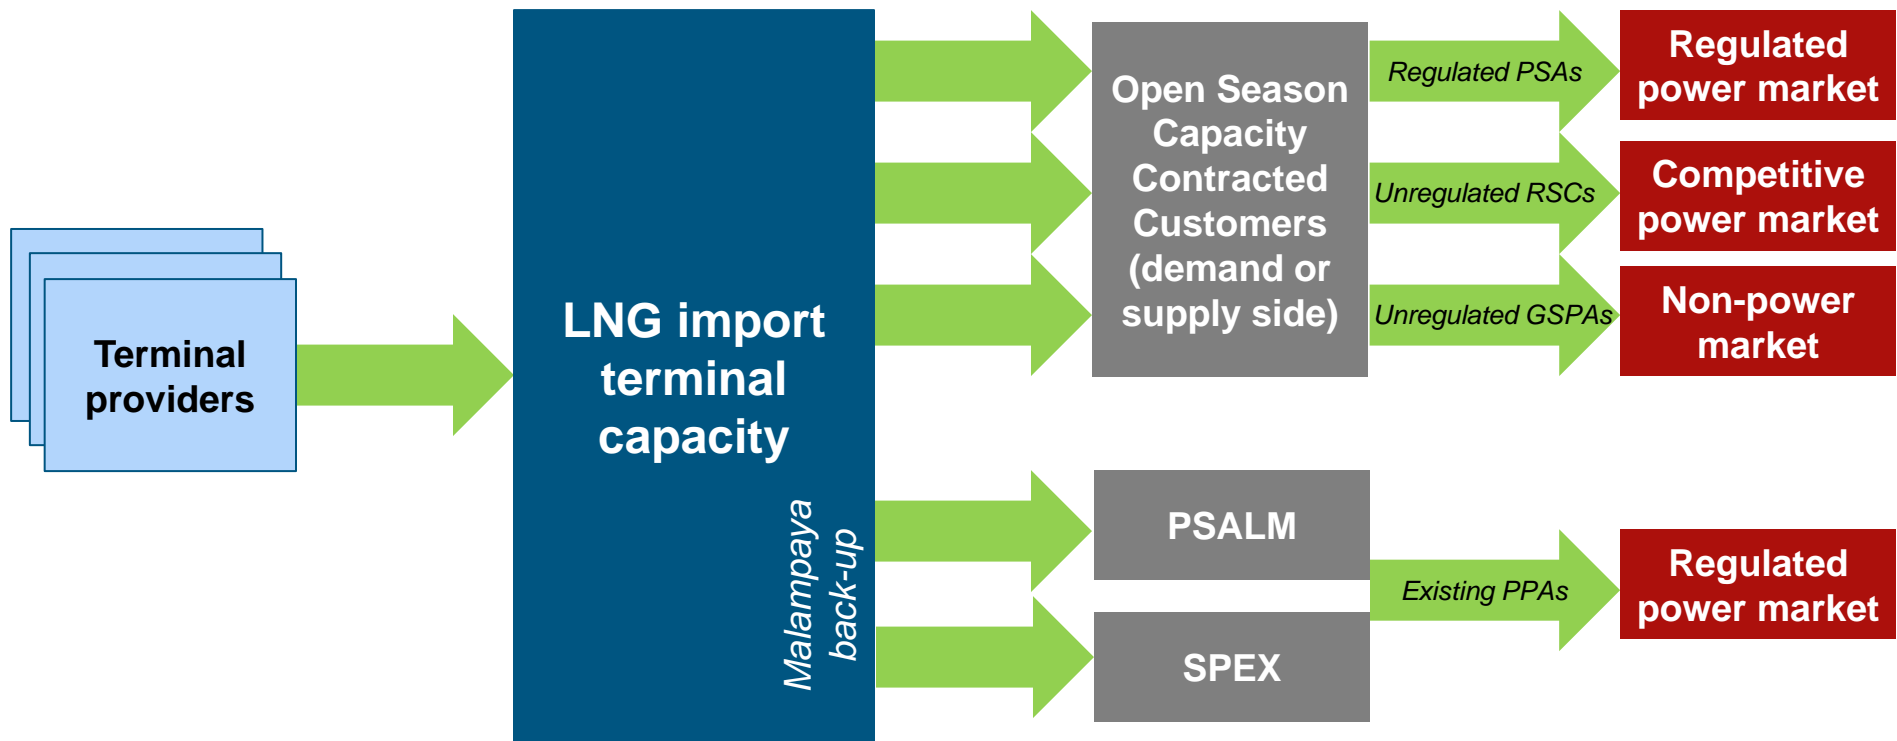 Terminal
providers
LNG import
terminal
capacity
Malampaya
back-up
Open Season
Capacity
Contracted
Customers
(demand or
supply side)
Regulated PSAs
Regulated
power market
Unregulated RSCs
Competitive
power market
Unregulated GSPAs
Non-power
market
PSALM
SPEX
Existing PPAs
Regulated
power market